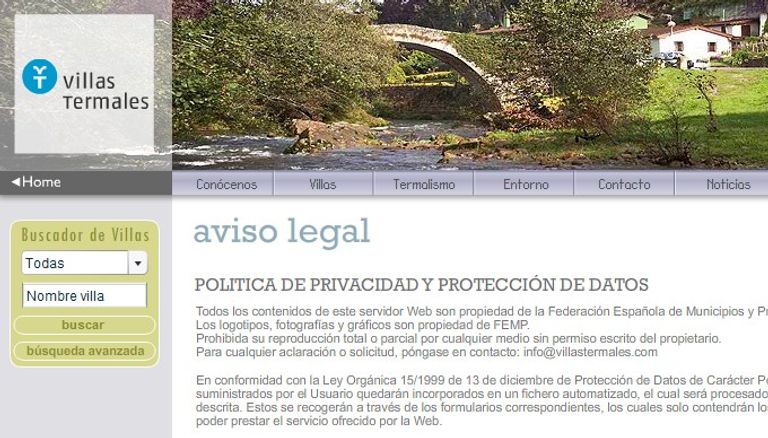 Villas
Termales
Home
Conócenos Villas Termalismo Entorno Contacto Noticias
Buscador de Villas
Todas
Nombre villa
buscar
búsqueda avanzada
aviso legal
POLITICA DE PRIVACIDAD Y PROTECCIÓN DE DATOS
Todos los contenidos de este servidor Web son propiedad de la Federación Española de Municipios y
Los logotipos, fotografías y gráficos son propiedad de FEMP.
Prohibida su reproducción total o parcial por cualquier medio sin permiso escrito del propietario.
Para cualquier aclaración o solicitud, póngase en contacto: info@villastermales.com
En conformidad con la Ley Orgánica 15/1999 de 13 de diciembre de Protección de Datos de Carácter
suministrados por el Usuario quedarán incorporados en un fichero automatizado, el cual será procesado
descrita. Estos se recogerán a través de los formularios correspondientes, los cuales solo contendrán
poder prestar el servicio ofrecido por la Web.